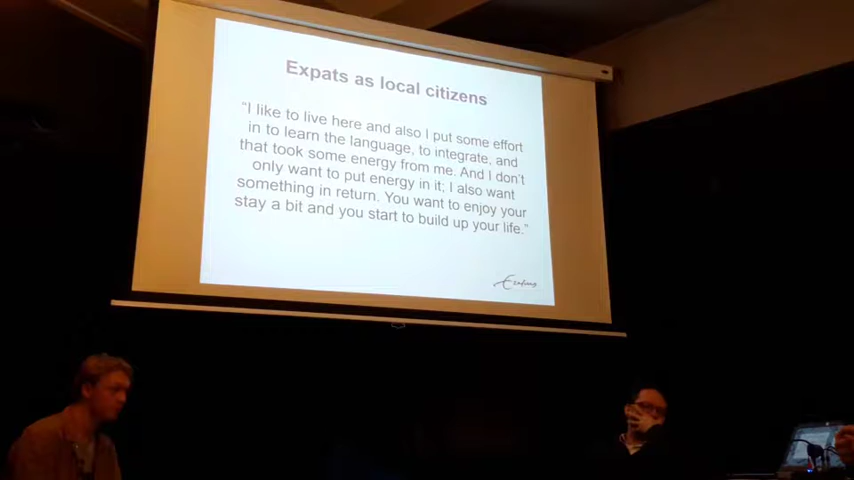 Expats as local citizens
"I like to live here and also I put some effort
in to learn the language, to integrate, and
that took some energy from me. And I don't
only want to put energy in it; I also want
something in return. You want to enjoy your
stay a bit and you start to build up your life."
Erasmus